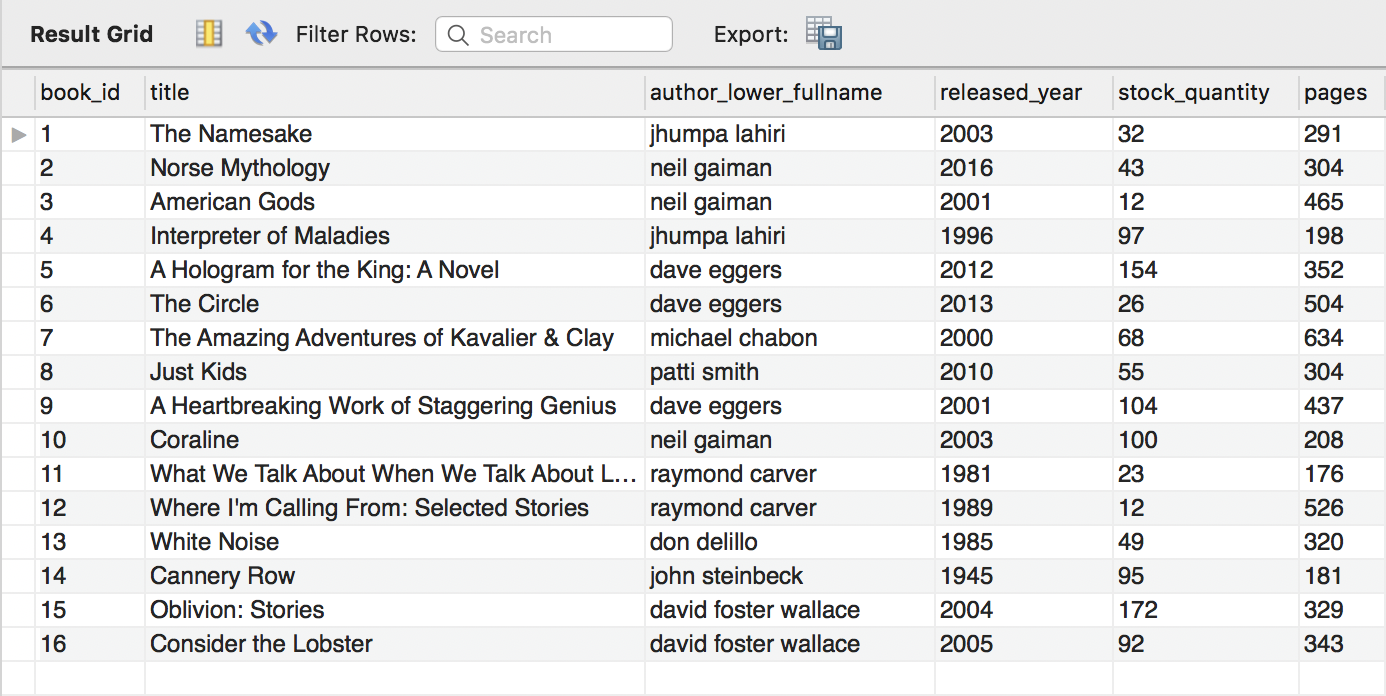 Result Grid Filter Rows: Search Export:
book_id title author_lower_fullname released_year stock_quantity pages
1 The Namesake jhumpa lahiri 2003 32 291
2 Norse Mythology neil gaiman 2016 43 304
3 American Gods neil gaiman 2001 12 465
4 Interpreter of Maladies jhumpa lahiri 1996 97 198
5 A Hologram for the King: A Novel dave eggers 2012 154 352
6 The Circle dave eggers 2013 26 504
7 The Amazing Adventures of Kavalier & Clay michael chabon 2000 68 634
8 Just Kids patti smith 2010 55 304
9 A Heartbreaking Work of Staggering Genius dave eggers 2001 104 437
10 Coraline neil gaiman 2003 100 208
11 What We Talk About When We Talk About L... raymond carver 1981 23 176
12 Where I'm Calling From: Selected Stories raymond carver 1989 12 526
13 White Noise don delillo 1985 49 320
14 Cannery Row john steinbeck 1945 95 181
15 Oblivion: Stories david foster wallace 2004 172 329
16 Consider the Lobster david foster wallace 2005 92 343